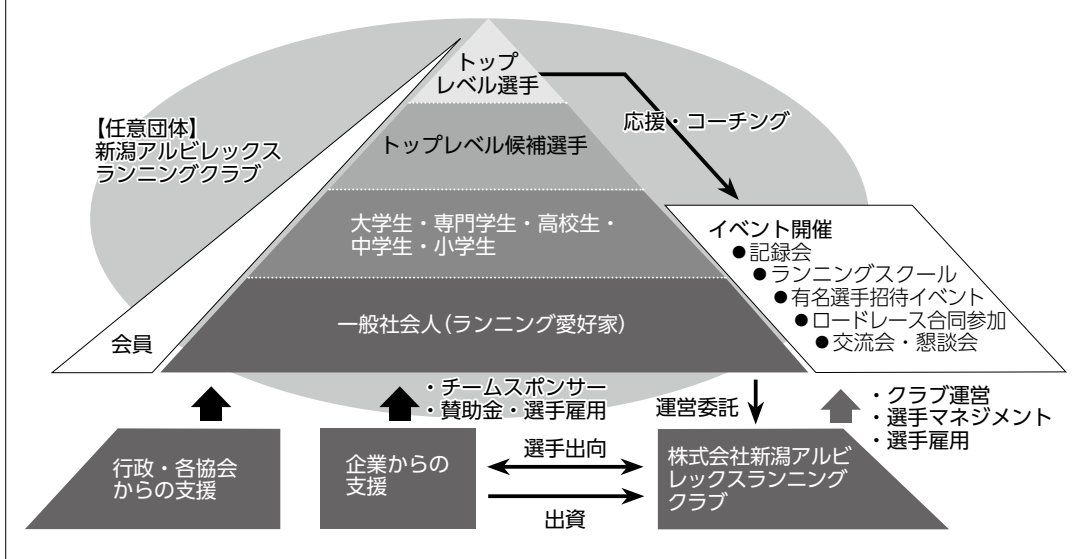 トップ
レベル選手
応援・コーチング
【任意団体】
新潟アルビレックス
ランニングクラブ
トップレベル候補選手
大学生・専門学生・高校生・
中学生・小学生
イベント開催
●記録会
●ランニングスクール
●有名選手招待イベント
●ロードレース合同参加
●交流会・懇談会
一般社会人(ランニング愛好家)
会員
・チームスポンサー
・賛助金・選手雇用
運営委託
・クラブ運営
・選手マネジメント
・選手雇用
行政・各協会
からの支援
企業からの
支援
選手出向
出資
株式会社新潟アルビ
レックスランニング
クラブ